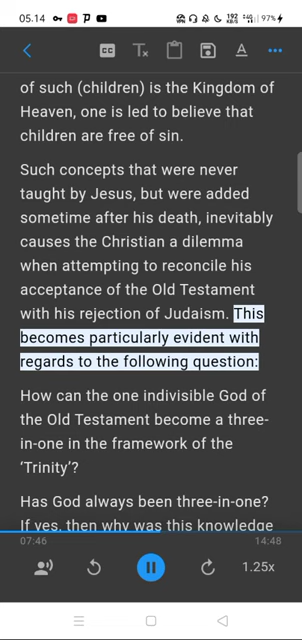 05.14
192 KB/S
4G
97%
CC
A
of such (children) is the Kingdom of
Heaven, one is led to believe that
children are free of sin.
Such concepts that were never
taught by Jesus, but were added
sometime after his death, inevitably
causes the Christian a dilemma
when attempting to reconcile his
acceptance of the Old Testament
with his rejection of Judaism. This
becomes particularly evident with
regards to the following question:
How can the one indivisible God of
the Old Testament become a three-
in-one in the framework of the
‘Trinity’?
Has God always been three-in-one?
If yes, then why was this knowledge
07:46
14:48
1.25x